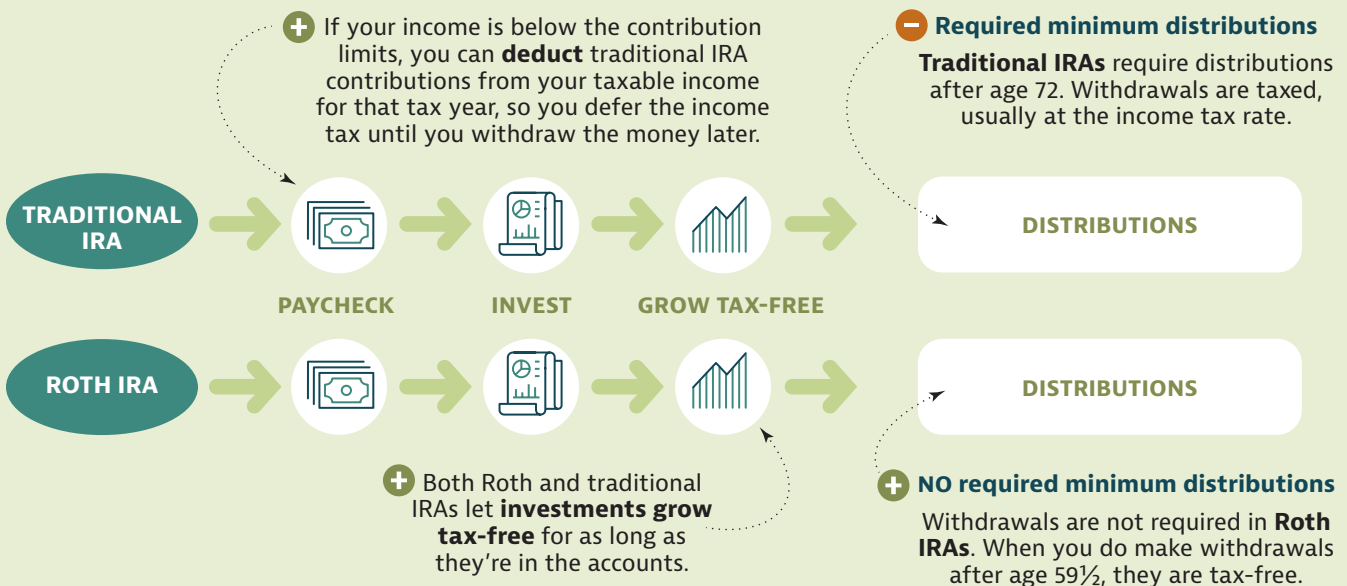 If your income is below the contribution
limits, you can deduct traditional IRA
contributions from your taxable income
for that tax year, so you defer the income
tax until you withdraw the money later.
Required minimum distributions
Traditional IRAs require distributions
after age 72. Withdrawals are taxed,
usually at the income tax rate.
TRADITIONAL
IRA
DISTRIBUTIONS
PAYCHECK
INVEST
GROW TAX-FREE
ROTH IRA
DISTRIBUTIONS
Both Roth and traditional
IRAs let investments grow
tax-free for as long as
they're in the accounts.
NO required minimum distributions
Withdrawals are not required in Roth
IRAs. When you do make withdrawals
after age 59½, they are tax-free.